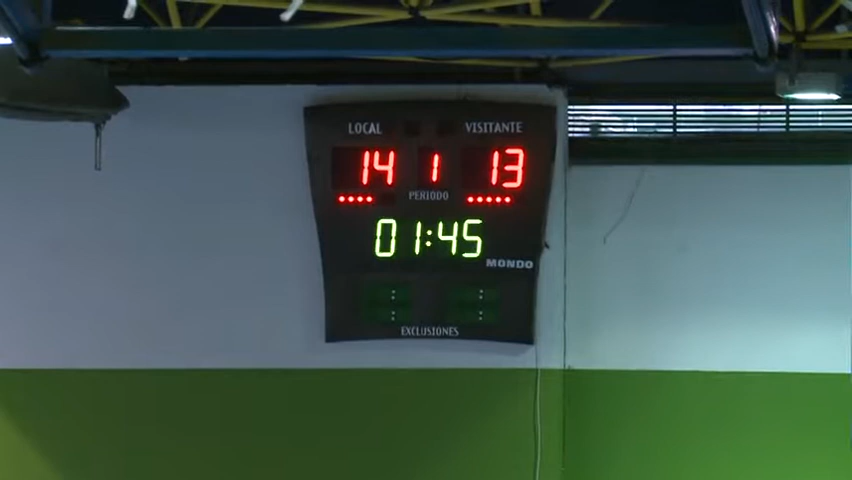 LOCAL VISITANTE
14 1 13
PERIODO
01:45
MONDO
: :
: :
EXCLUSIONES